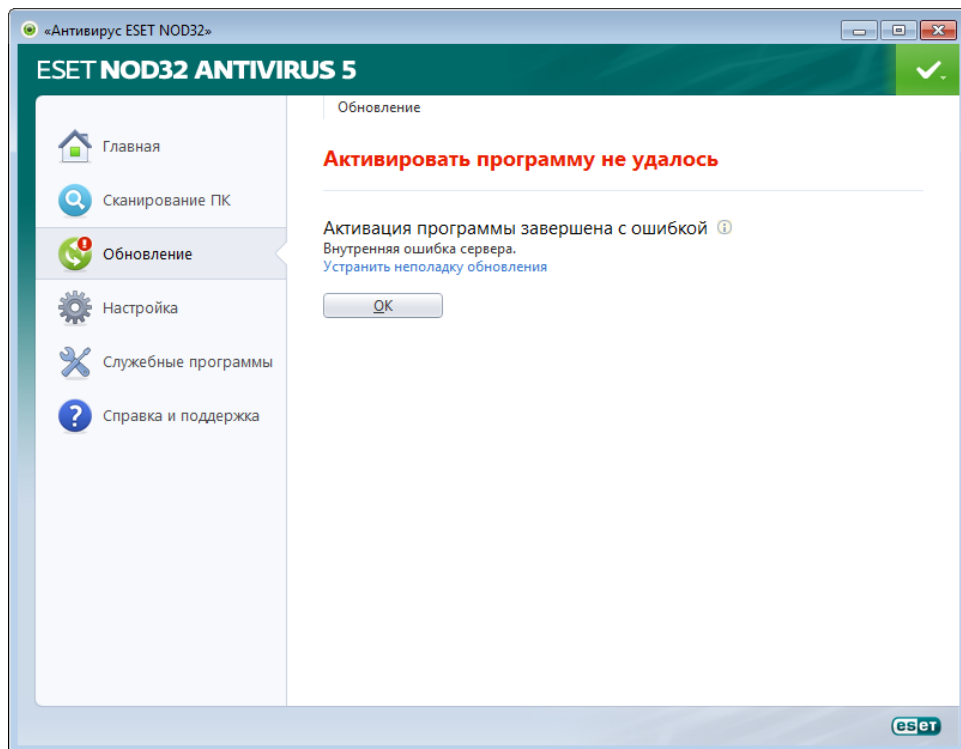 «Антивирус ESET NOD32»
ESET NOD32 ANTIVIRUS 5
Обновление
Главная
Активировать программу не удалось
Сканирование ПК
Активация программы завершена с ошибкой
Внутренняя ошибка сервера.
Обновление
Устранить неполадку обновления
OK
Настройка
Служебные программы
Справка и поддержка
eseT